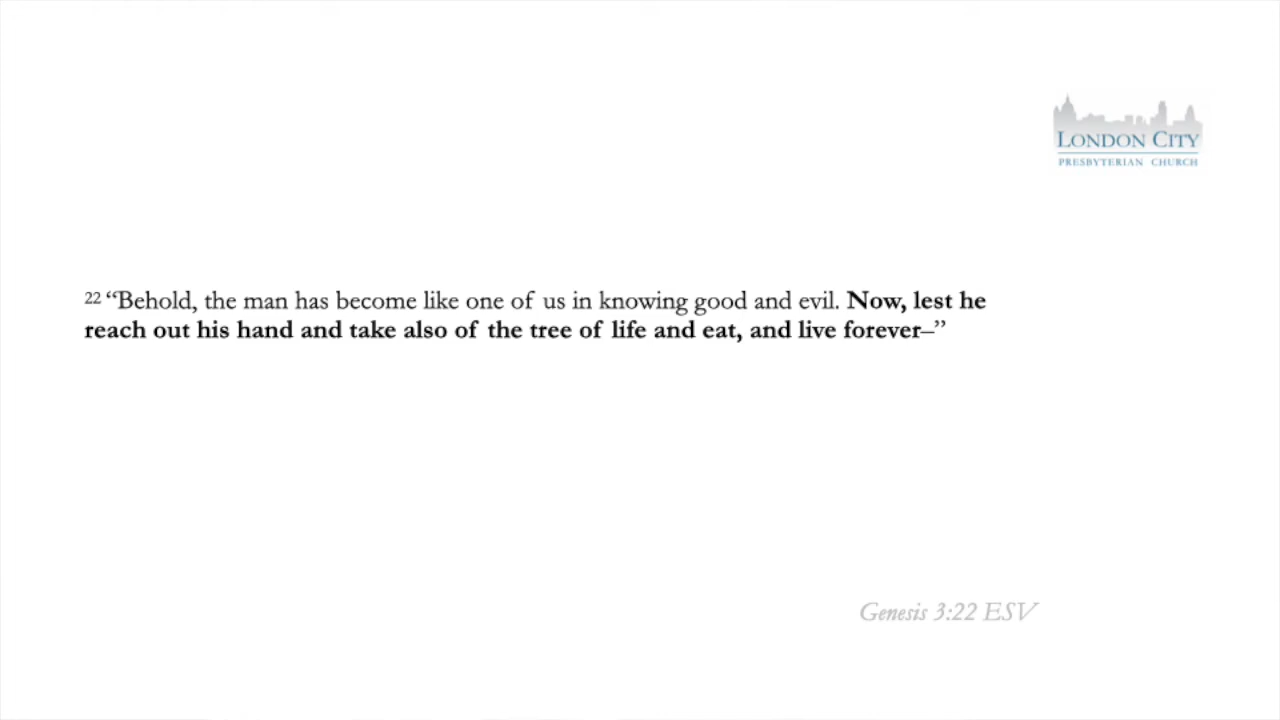 LONDON CITY
PRESBYTERIAN CHURCH
22 “Behold, the man has become like one of us in knowing good and evil. Now, lest he
reach out his hand and take also of the tree of life and eat, and live forever–”
Genesis 3:22 ESV